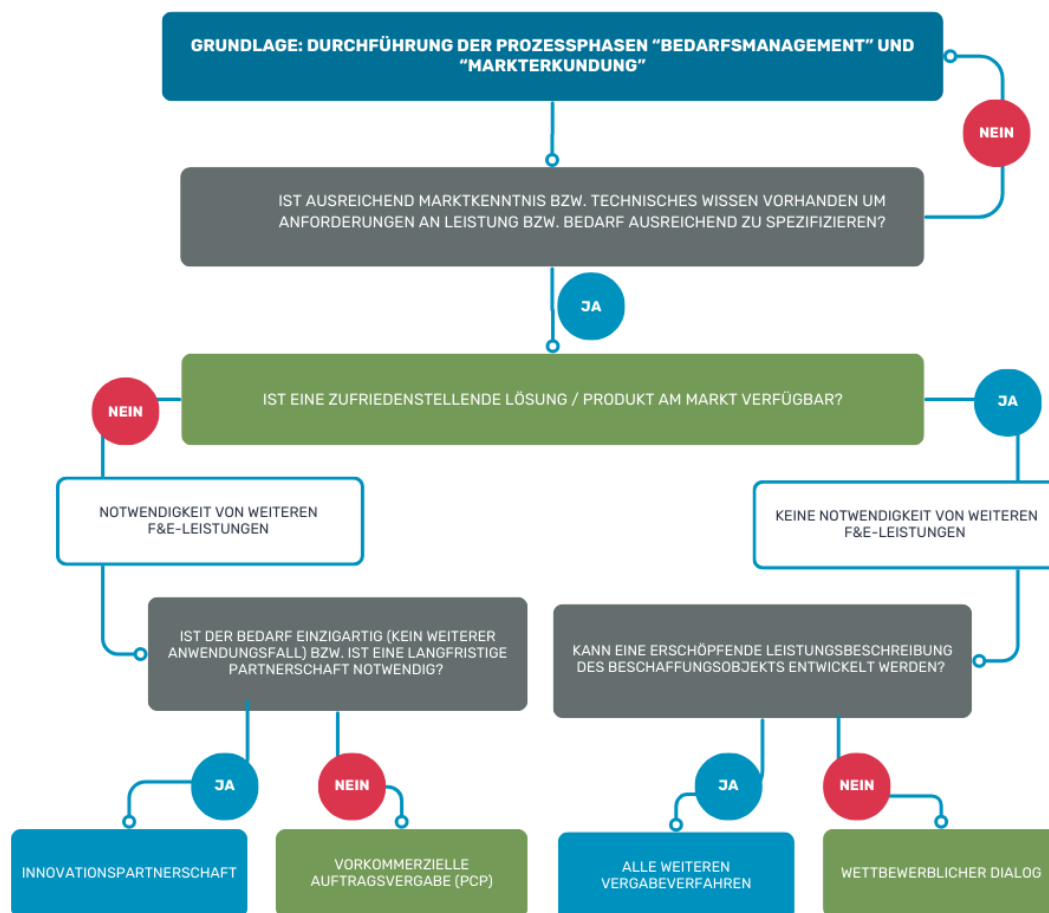 GRUNDLAGE: DURCHFÜHRUNG DER PROZESSPHASEN “BEDARFSMANAGEMENT” UND
“MARKTERKUNDUNG”
NEIN
IST AUSREICHEND MARKTKENNTNIS BZW. TECHNISCHES WISSEN VORHANDEN UM
ANFORDERUNGEN AN LEISTUNG BZW. BEDARF AUSREICHEND ZU SPEZIFIZIEREN?
JA
IST EINE ZUFRIEDENSTELLENDE LÖSUNG / PRODUKT AM MARKT VERFÜGBAR?
NEIN
JA
NOTWENDIGKEIT VON WEITEREN
F&E-LEISTUNGEN
KEINE NOTWENDIGKEIT VON WEITEREN
F&E-LEISTUNGEN
IST DER BEDARF EINZIGARTIG (KEIN WEITERER
ANWENDUNGSFALL) BZW. IST EINE LANGFRISTIGE
PARTNERSCHAFT NOTWENDIG?
KANN EINE ERSCHÖPFENDE LEISTUNGSBESCHREIBUNG
DES BESCHAFFUNGSOBJEKTS ENTWICKELT WERDEN?
JA
NEIN
JA
NEIN
INNOVATIONSPARTNERSCHAFT
VORKOMMERZIELLE
AUFTRAGSVERGABE (PCP)
ALLE WEITEREN
VERGABEVERFAHREN
WETTBEWERBLICHER DIALOG